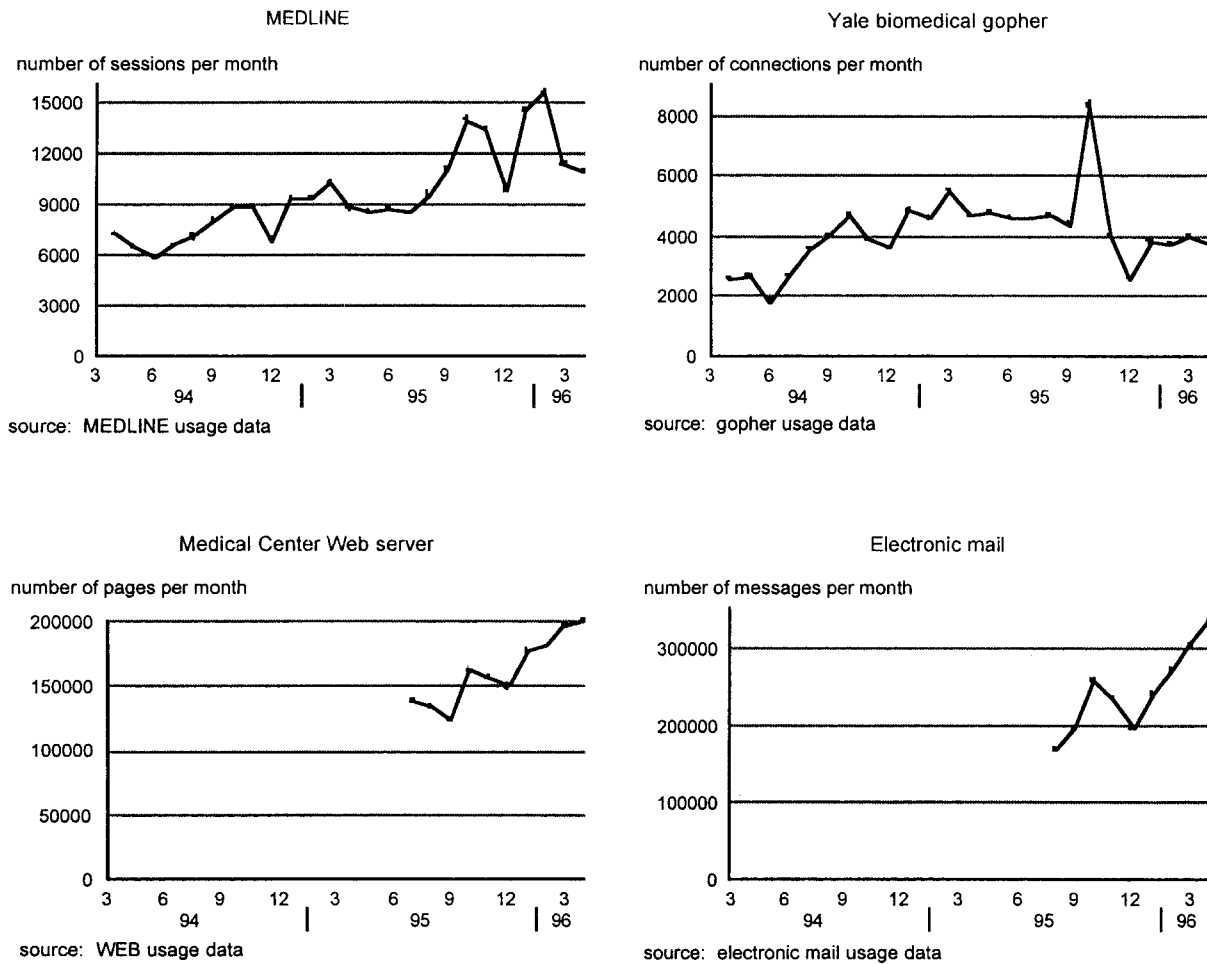 MEDLINE
number of sessions per month
15000
12000
9000
6000
3000
0
3 6 9 12 3 6 9 12 3
94 | 95 | 96
source: MEDLINE usage data
Yale biomedical gopher
number of connections per month
8000
6000
4000
2000
0
3 6 9 12 3 6 9 12 3
94 | 95 | 96
source: gopher usage data
Medical Center Web server
number of pages per month
200000
150000
100000
50000
0
3 6 9 12 3 6 9 12 3
94 | 95 | 96
source: WEB usage data
Electronic mail
number of messages per month
300000
200000
100000
0
3 6 9 12 3 6 9 12 3
94 | 95 | 96
source: electronic mail usage data